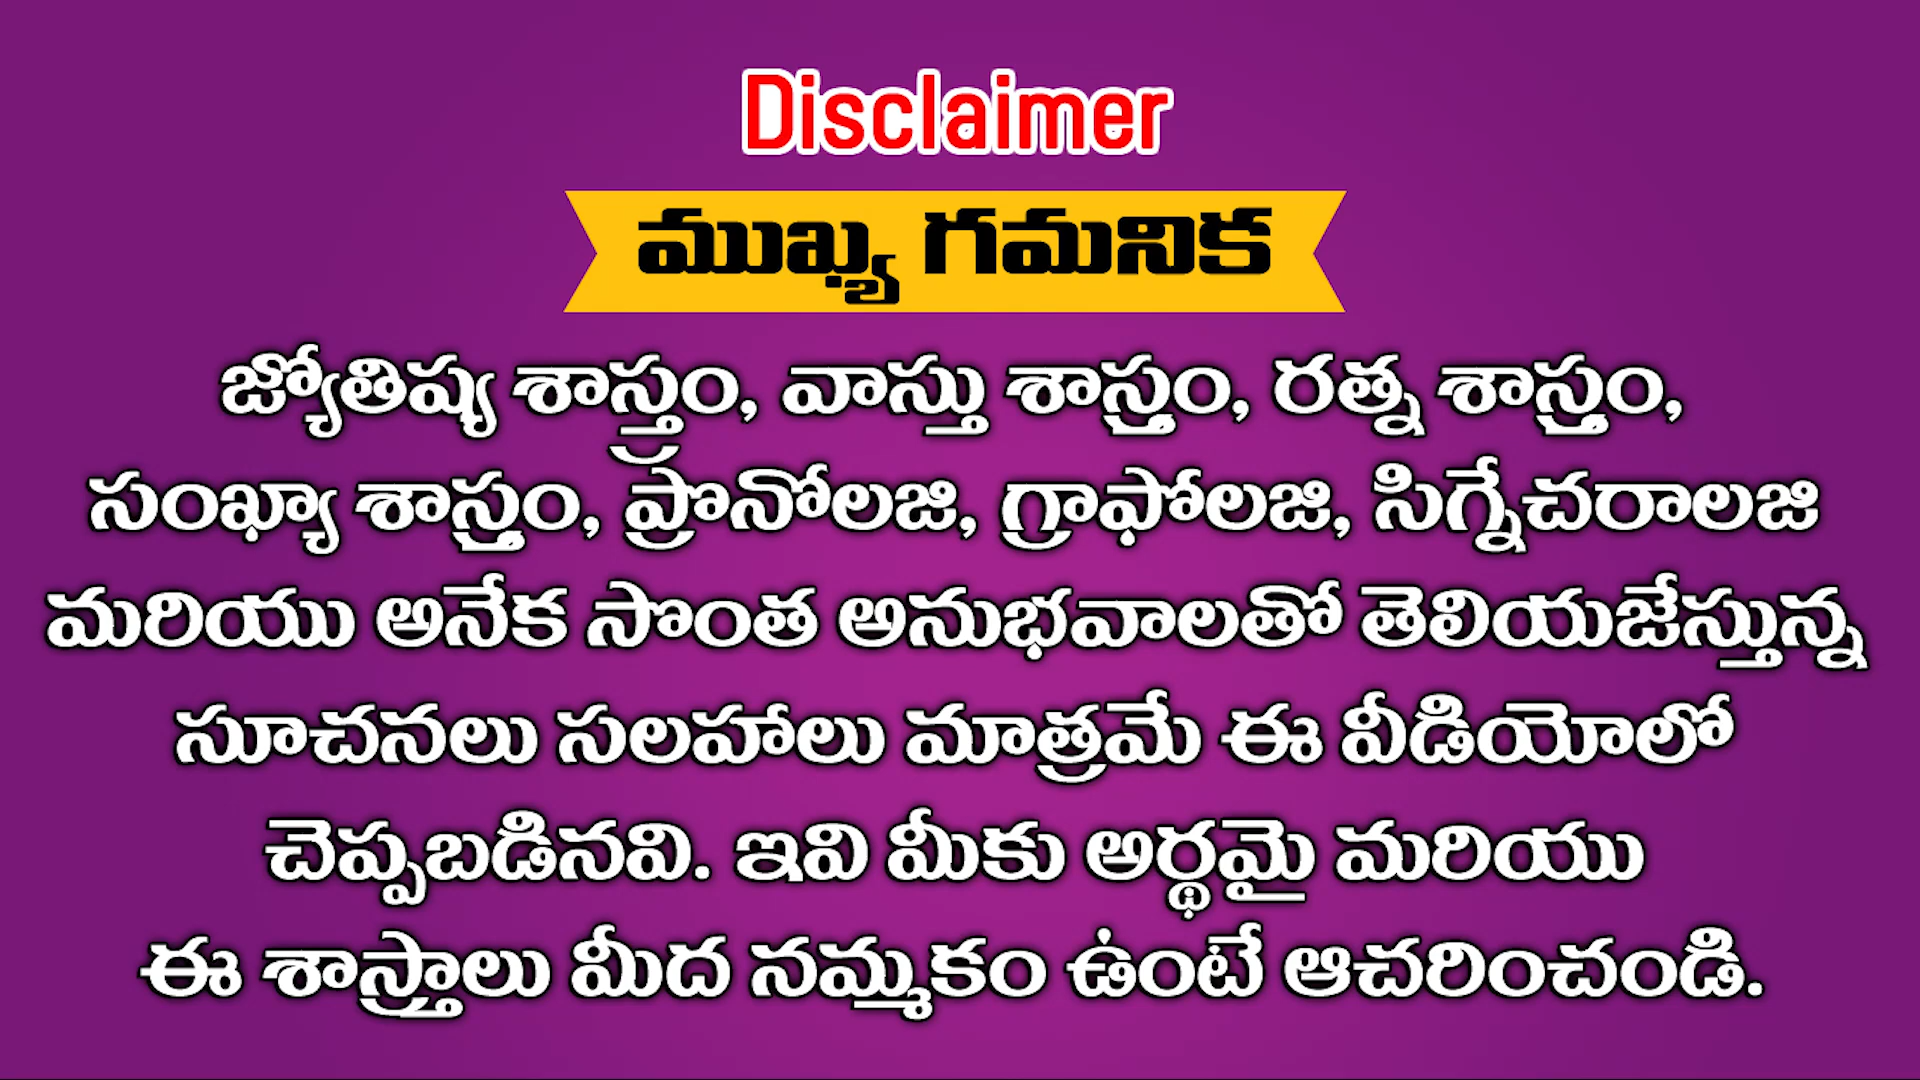 Disclaimer
ముఖ్య గమనిక
జ్యోతిష్య శాస్త్రం, వాస్తు శాస్త్రం, రత్న శాస్త్రం,
సంఖ్యా శాస్త్రం, ప్రొనోలజి, గ్రాఫోలజి, సిగ్నేచరాలజి
మరియు అనేక సొంత అనుభవాలతో తెలియజేస్తున్న
సూచనలు సలహాలు మాత్రమే ఈ వీడియోలో
చెప్పబడినవి. ఇవి మీకు అర్థమై మరియు
ఈ శాస్త్రాలు మీద నమ్మకం ఉంటే ఆచరించండి.